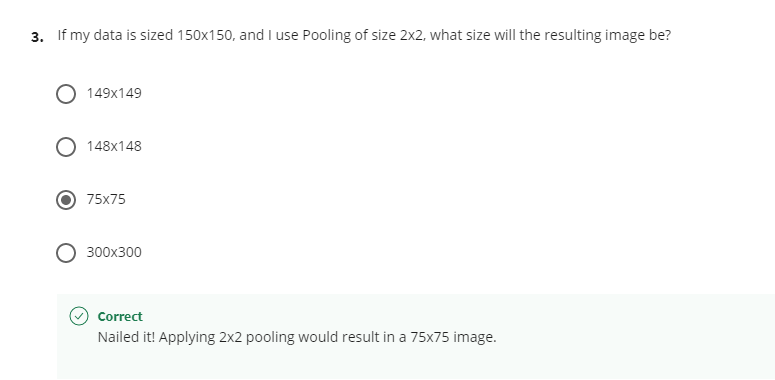 3. If my data is sized 150x150, and I use Pooling of size 2x2, what size will the resulting image be?
149x149
148x148
75x75
300x300
Correct
Nailed it! Applying 2x2 pooling would result in a 75x75 image.